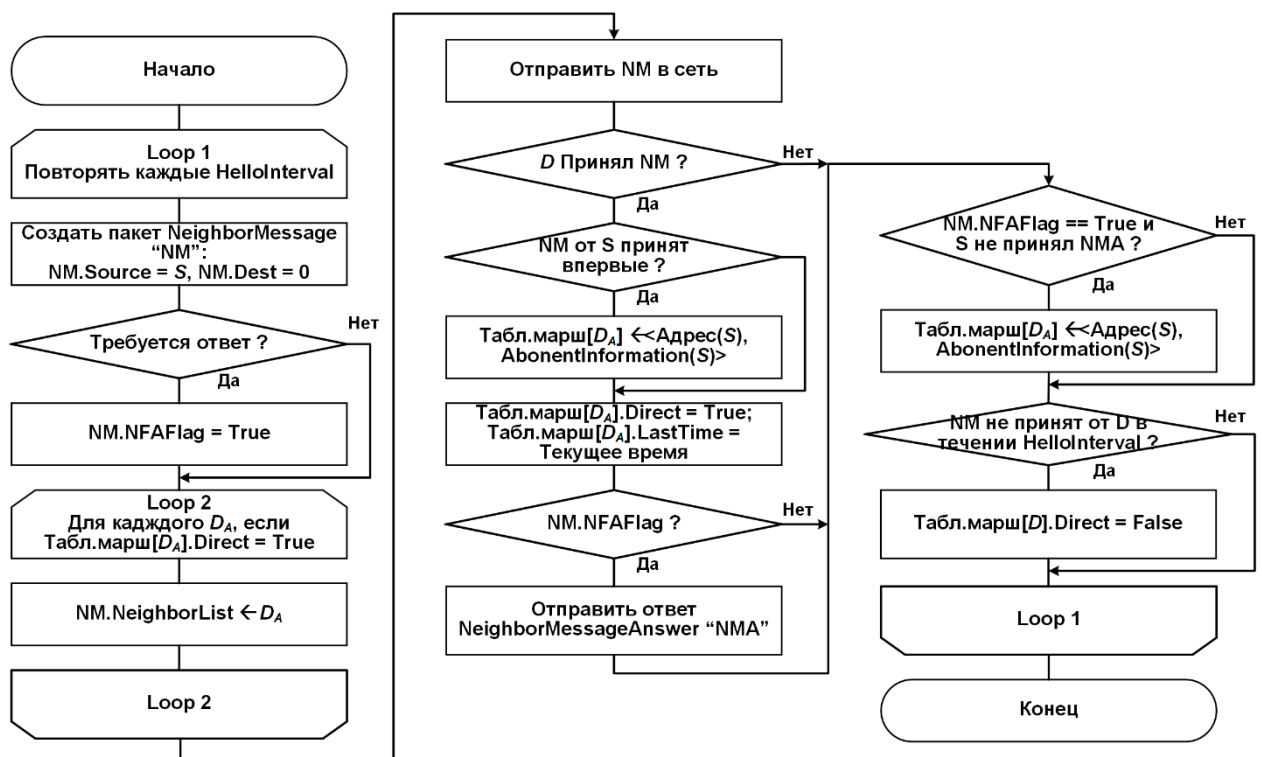 Начало
Loop 1
Повторять каждые HelloInterval
Создать пакет NeighborMessage
“NM”:
NM.Source = S, NM.Dest = 0
Требуется ответ ?
Нет
Да
NM.NFAFlag = True
Loop 2
Для кадждого DA, если
Табл.марш[DA].Direct = True
NM.NeighborList ← DA
Loop 2
Отправить NM в сеть
D Принял NM ?
Нет
Да
NM от S принят
впервые ?
Да
Табл.марш[DA] ←<Адрес(S),
AbonentInformation(S)>
Табл.марш[DA].Direct = True;
Табл.марш[DA].LastTime =
Текущее время
NM.NFAFlag ?
Нет
Да
Отправить ответ
NeighborMessageAnswer “NMA”
NM.NFAFlag == True и
S не принял NMA ?
Нет
Да
Табл.марш[DA] ←<Адрес(S),
AbonentInformation(S)>
NM не принят от D в
течении HelloInterval ?
Нет
Да
Табл.марш[D].Direct = False
Loop 1
Конец